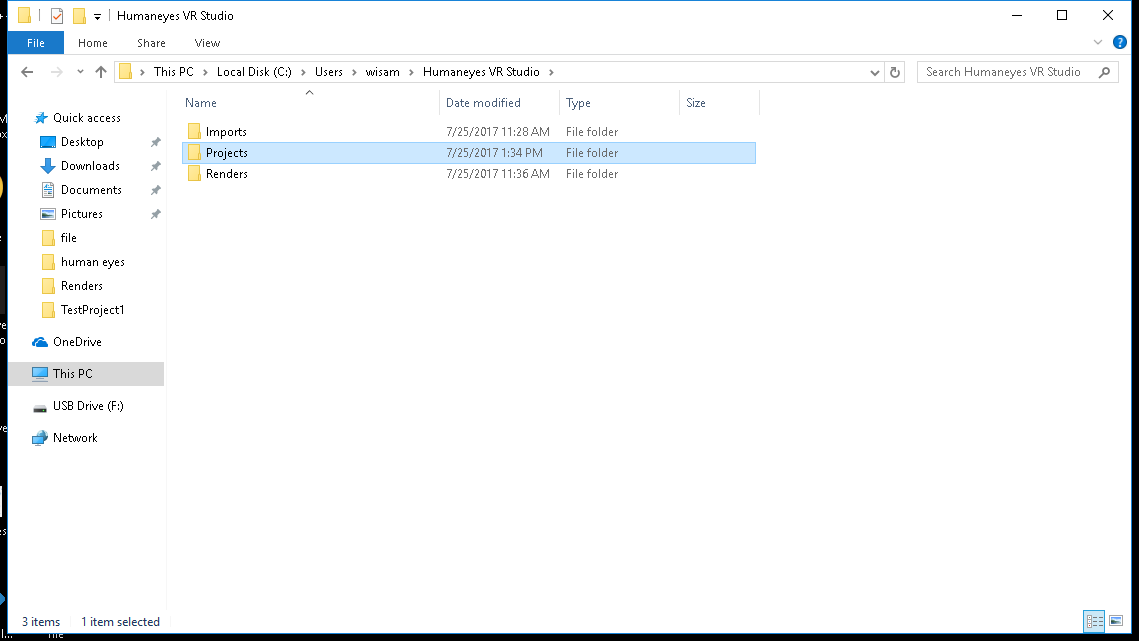 Humaneyes VR Studio
File Home Share View
This PC Local Disk (C:) Users wisam Humaneyes VR Studio
Search Humaneyes VR Studio
Name Date modified Type Size
Imports 7/25/2017 11:28 AM File folder
Projects 7/25/2017 1:34 PM File folder
Renders 7/25/2017 11:36 AM File folder
Quick access
Desktop
Downloads
Documents
Pictures
file
human eyes
Renders
TestProject1
OneDrive
This PC
USB Drive (F:)
Network
3 items 1 item selected